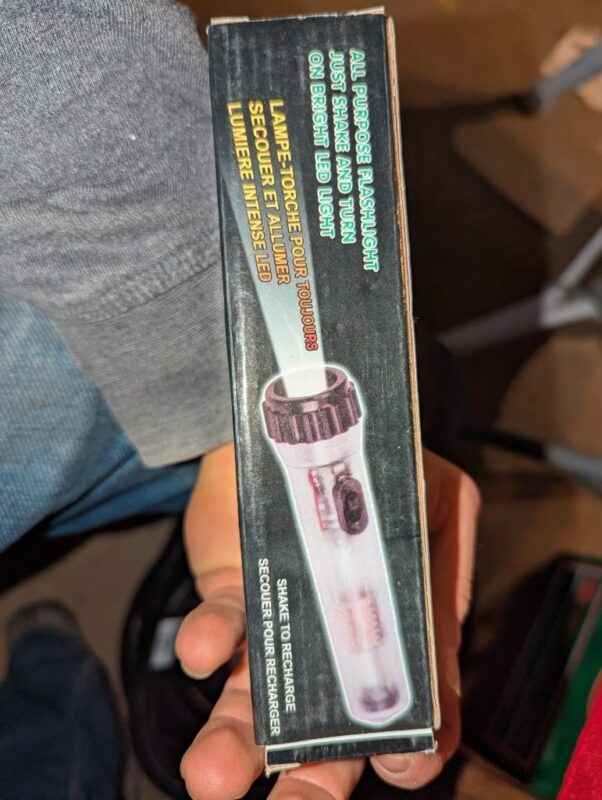 ALL PURPOSE FLASHLIGHT
JUST SHAKE AND TURN
ON BRIGHT LED LIGHT
LAMPE-TORCHE POUR TOUJOURS
SECOUER ET ALLUMER
LUMIERE INTENSE LED
SHAKE TO RECHARGE
SECOUER POUR RECHARGER